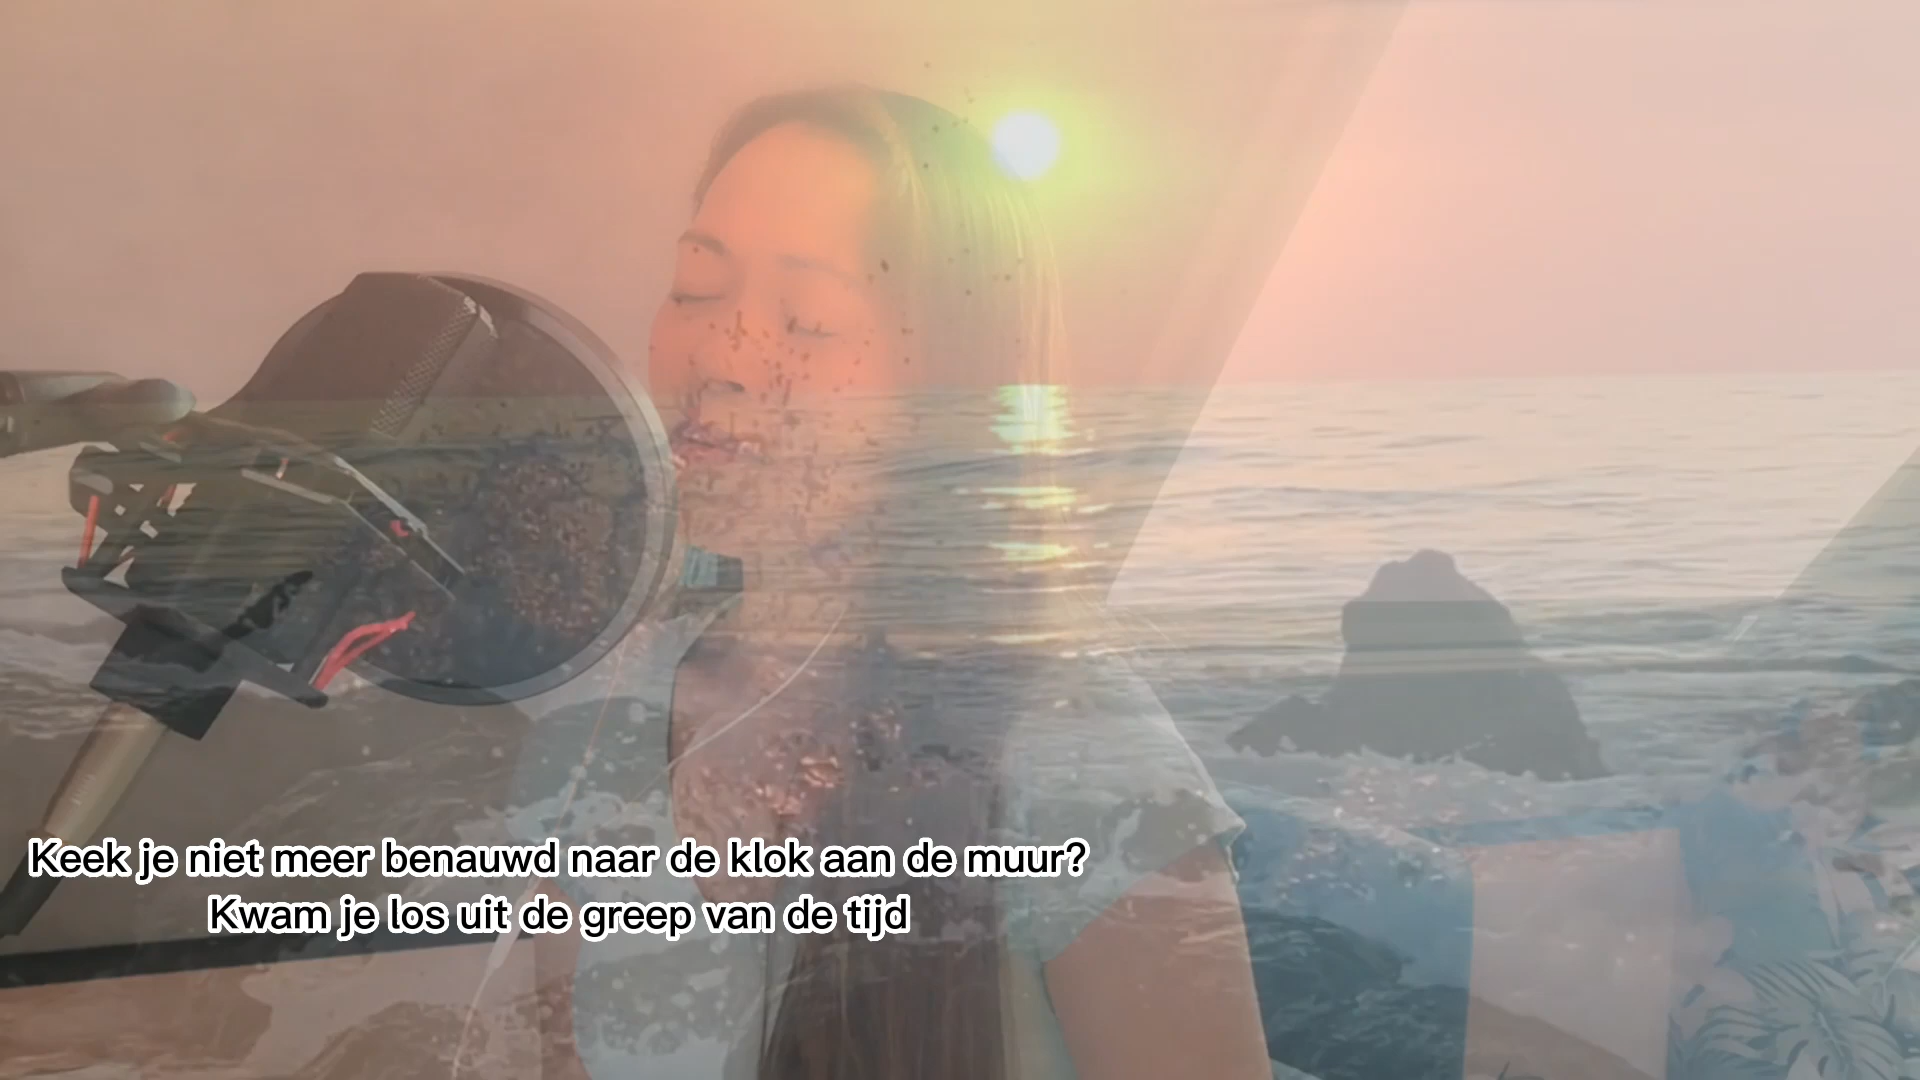 Keek je niet meer benauwd naar de klok aan de muur?
Kwam je los uit de greep van de tijd